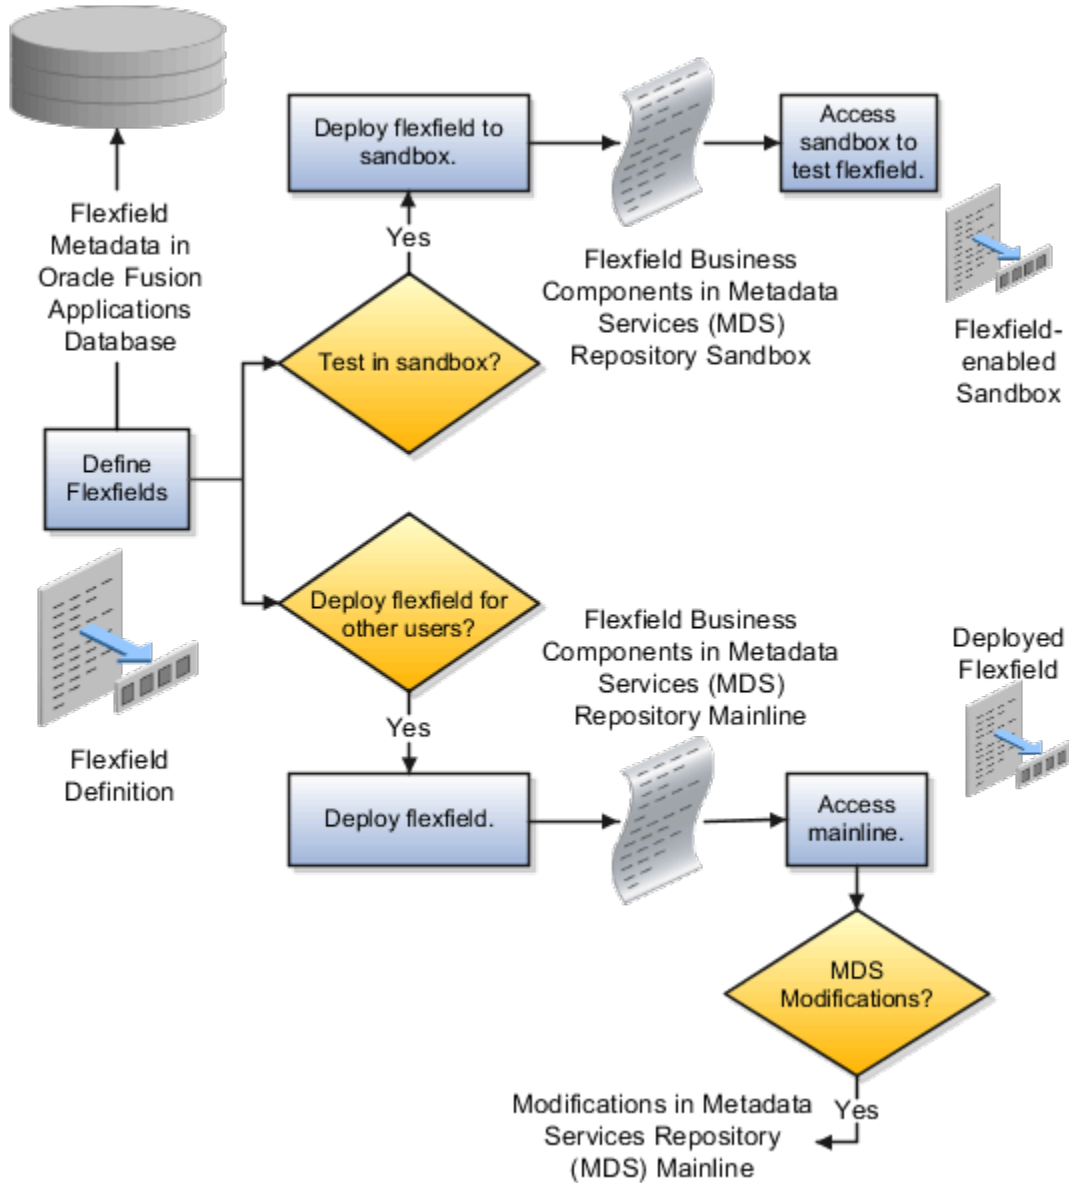 Flexfield
Metadata in
Oracle Fusion
Applications
Database
Define
Flexfields
Flexfield
Definition
Deploy flexfield to
sandbox.
Yes
Test in sandbox?
Flexfield Business
Components in Metadata
Services (MDS)
Repository Sandbox
Access
sandbox to
test flexfield.
Flexfield-
enabled
Sandbox
Deploy flexfield for
other users?
Yes
Deploy flexfield.
Flexfield Business
Components in Metadata
Services (MDS)
Repository Mainline
Access
mainline.
Deployed
Flexfield
MDS
Modifications?
Yes
Modifications in Metadata
Services Repository
(MDS) Mainline